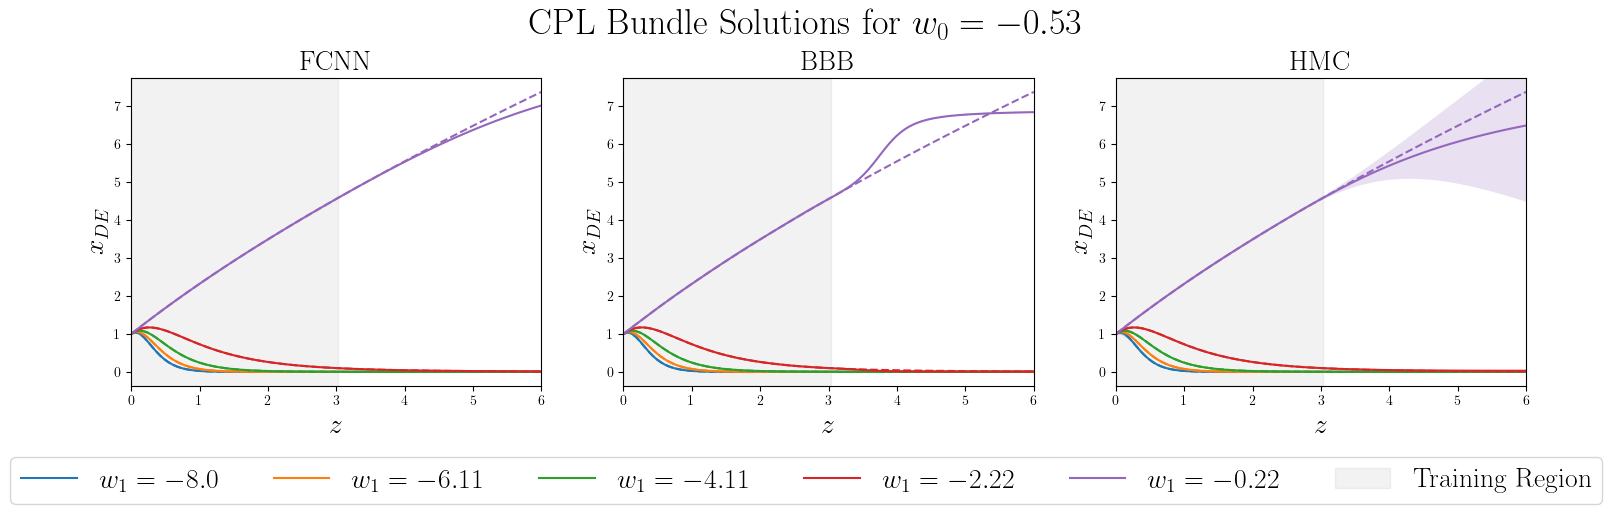 CPL Bundle Solutions for $w_0 = -0.53$
FCNN
BBB
HMC
7
6
5
4
3
2
1
0
$x_{DE}$
0 1 2 3 4 5 6
$z$
7
6
5
4
3
2
1
0
$x_{DE}$
0 1 2 3 4 5 6
$z$
7
6
5
4
3
2
1
0
$x_{DE}$
0 1 2 3 4 5 6
$z$
$w_1 = -8.0$
$w_1 = -6.11$
$w_1 = -4.11$
$w_1 = -2.22$
$w_1 = -0.22$
Training Region